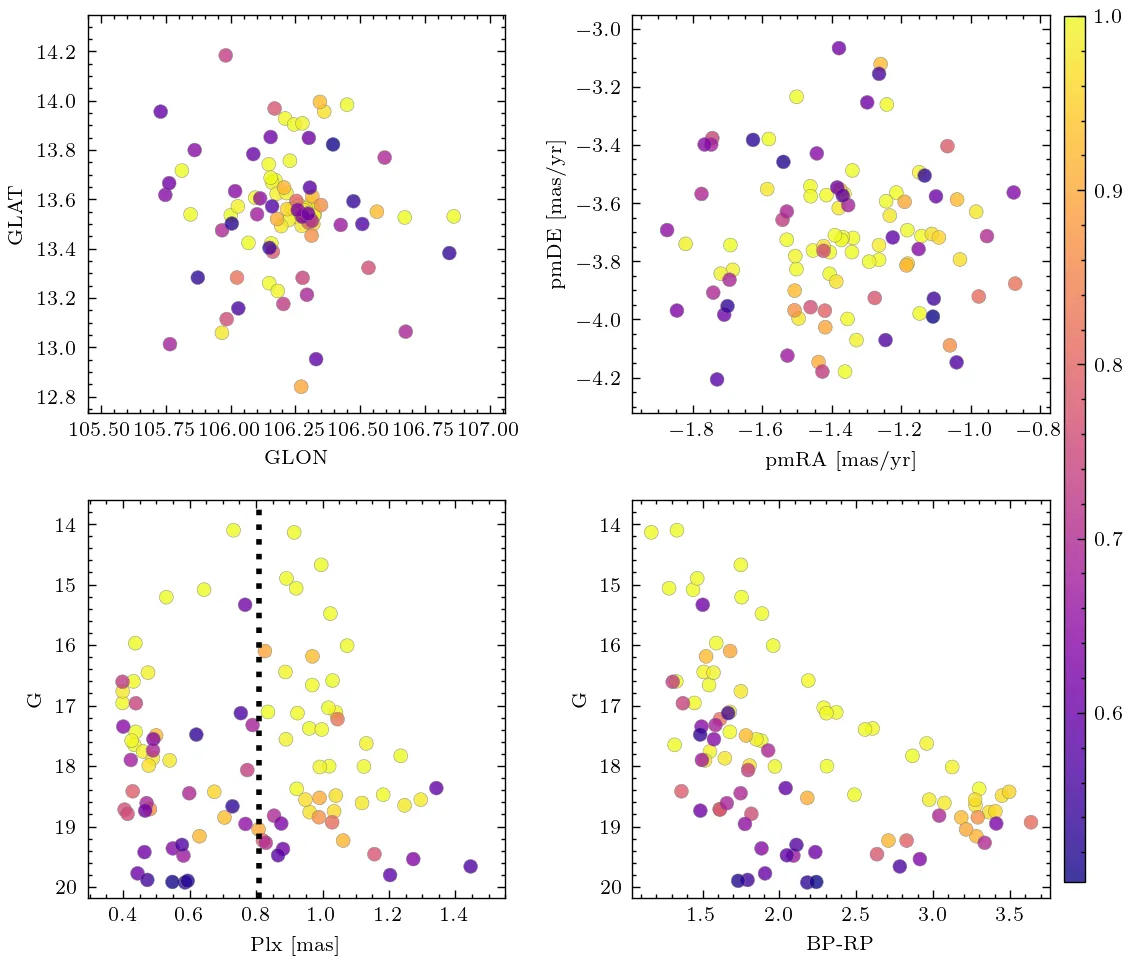 14.2
14.0
13.8
13.6
13.4
13.2
13.0
12.8
GLAT
105.50 105.75 106.00 106.25 106.50 106.75 107.00
GLON
−3.0
−3.2
−3.4
−3.6
−3.8
−4.0
−4.2
pmDE [mas/yr]
−1.8 −1.6 −1.4 −1.2 −1.0 −0.8
pmRA [mas/yr]
1.0
0.9
0.8
0.7
0.6
14
15
16
17
18
19
20
G
0.4 0.6 0.8 1.0 1.2 1.4
Plx [mas]
14
15
16
17
18
19
20
G
1.5 2.0 2.5 3.0 3.5
BP-RP